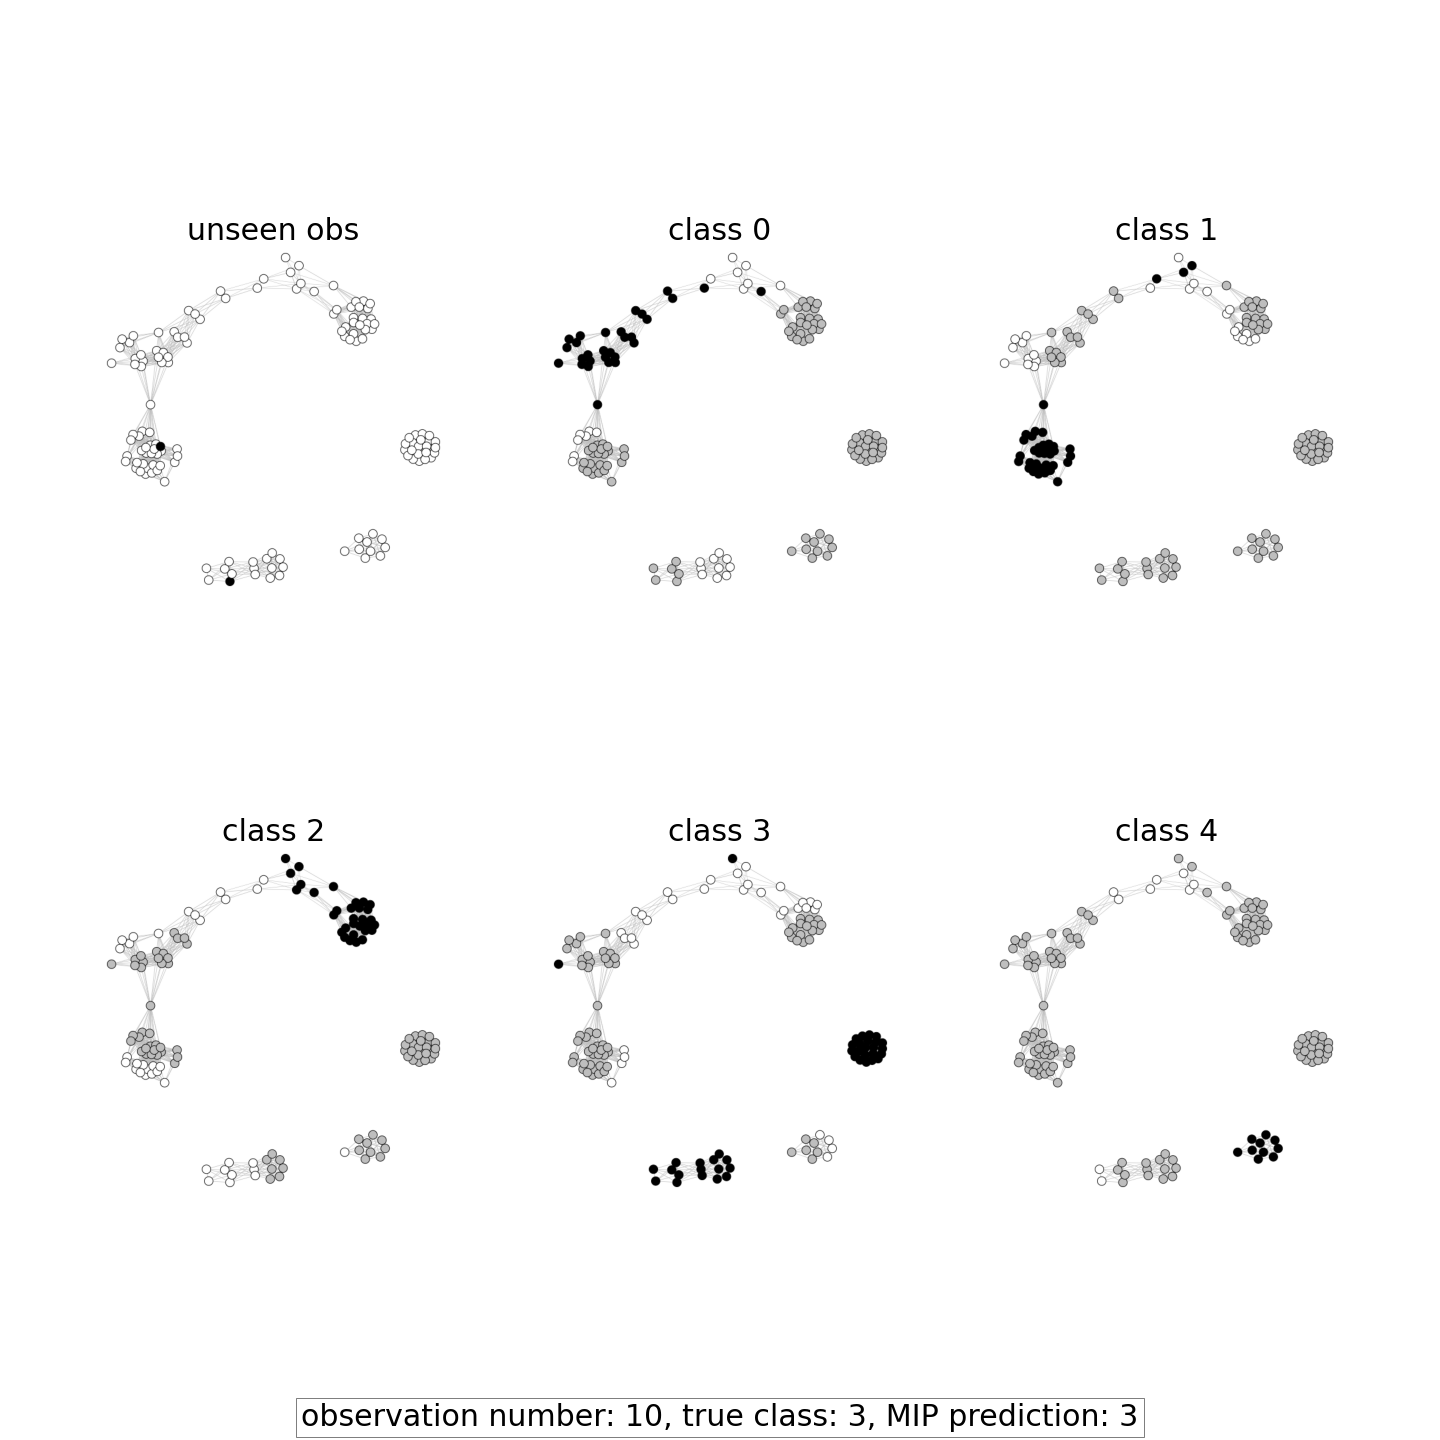 unseen obs
class 0
class 1
class 2
class 3
class 4
observation number: 10, true class: 3, MIP prediction: 3